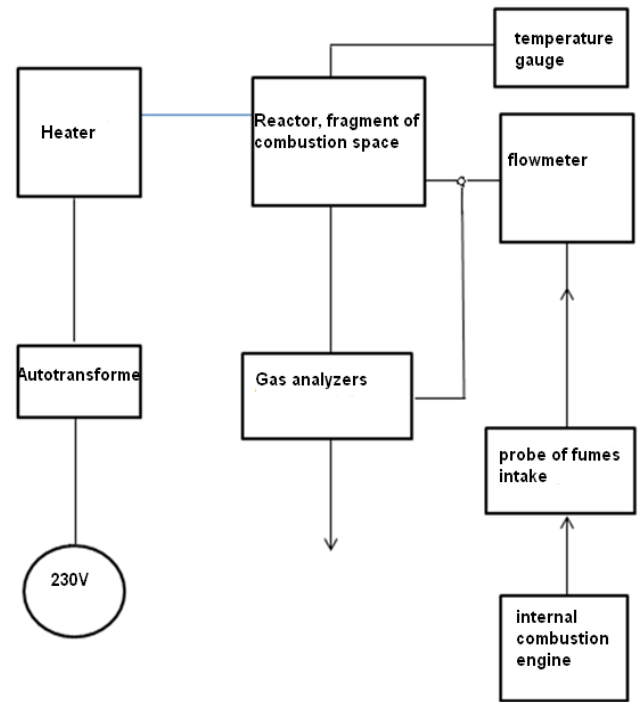 temperature
gauge
Heater
Reactor, fragment of
combustion space
flowmeter
Autotransforme
Gas analyzers
probe of fumes
intake
230V
internal
combustion
engine